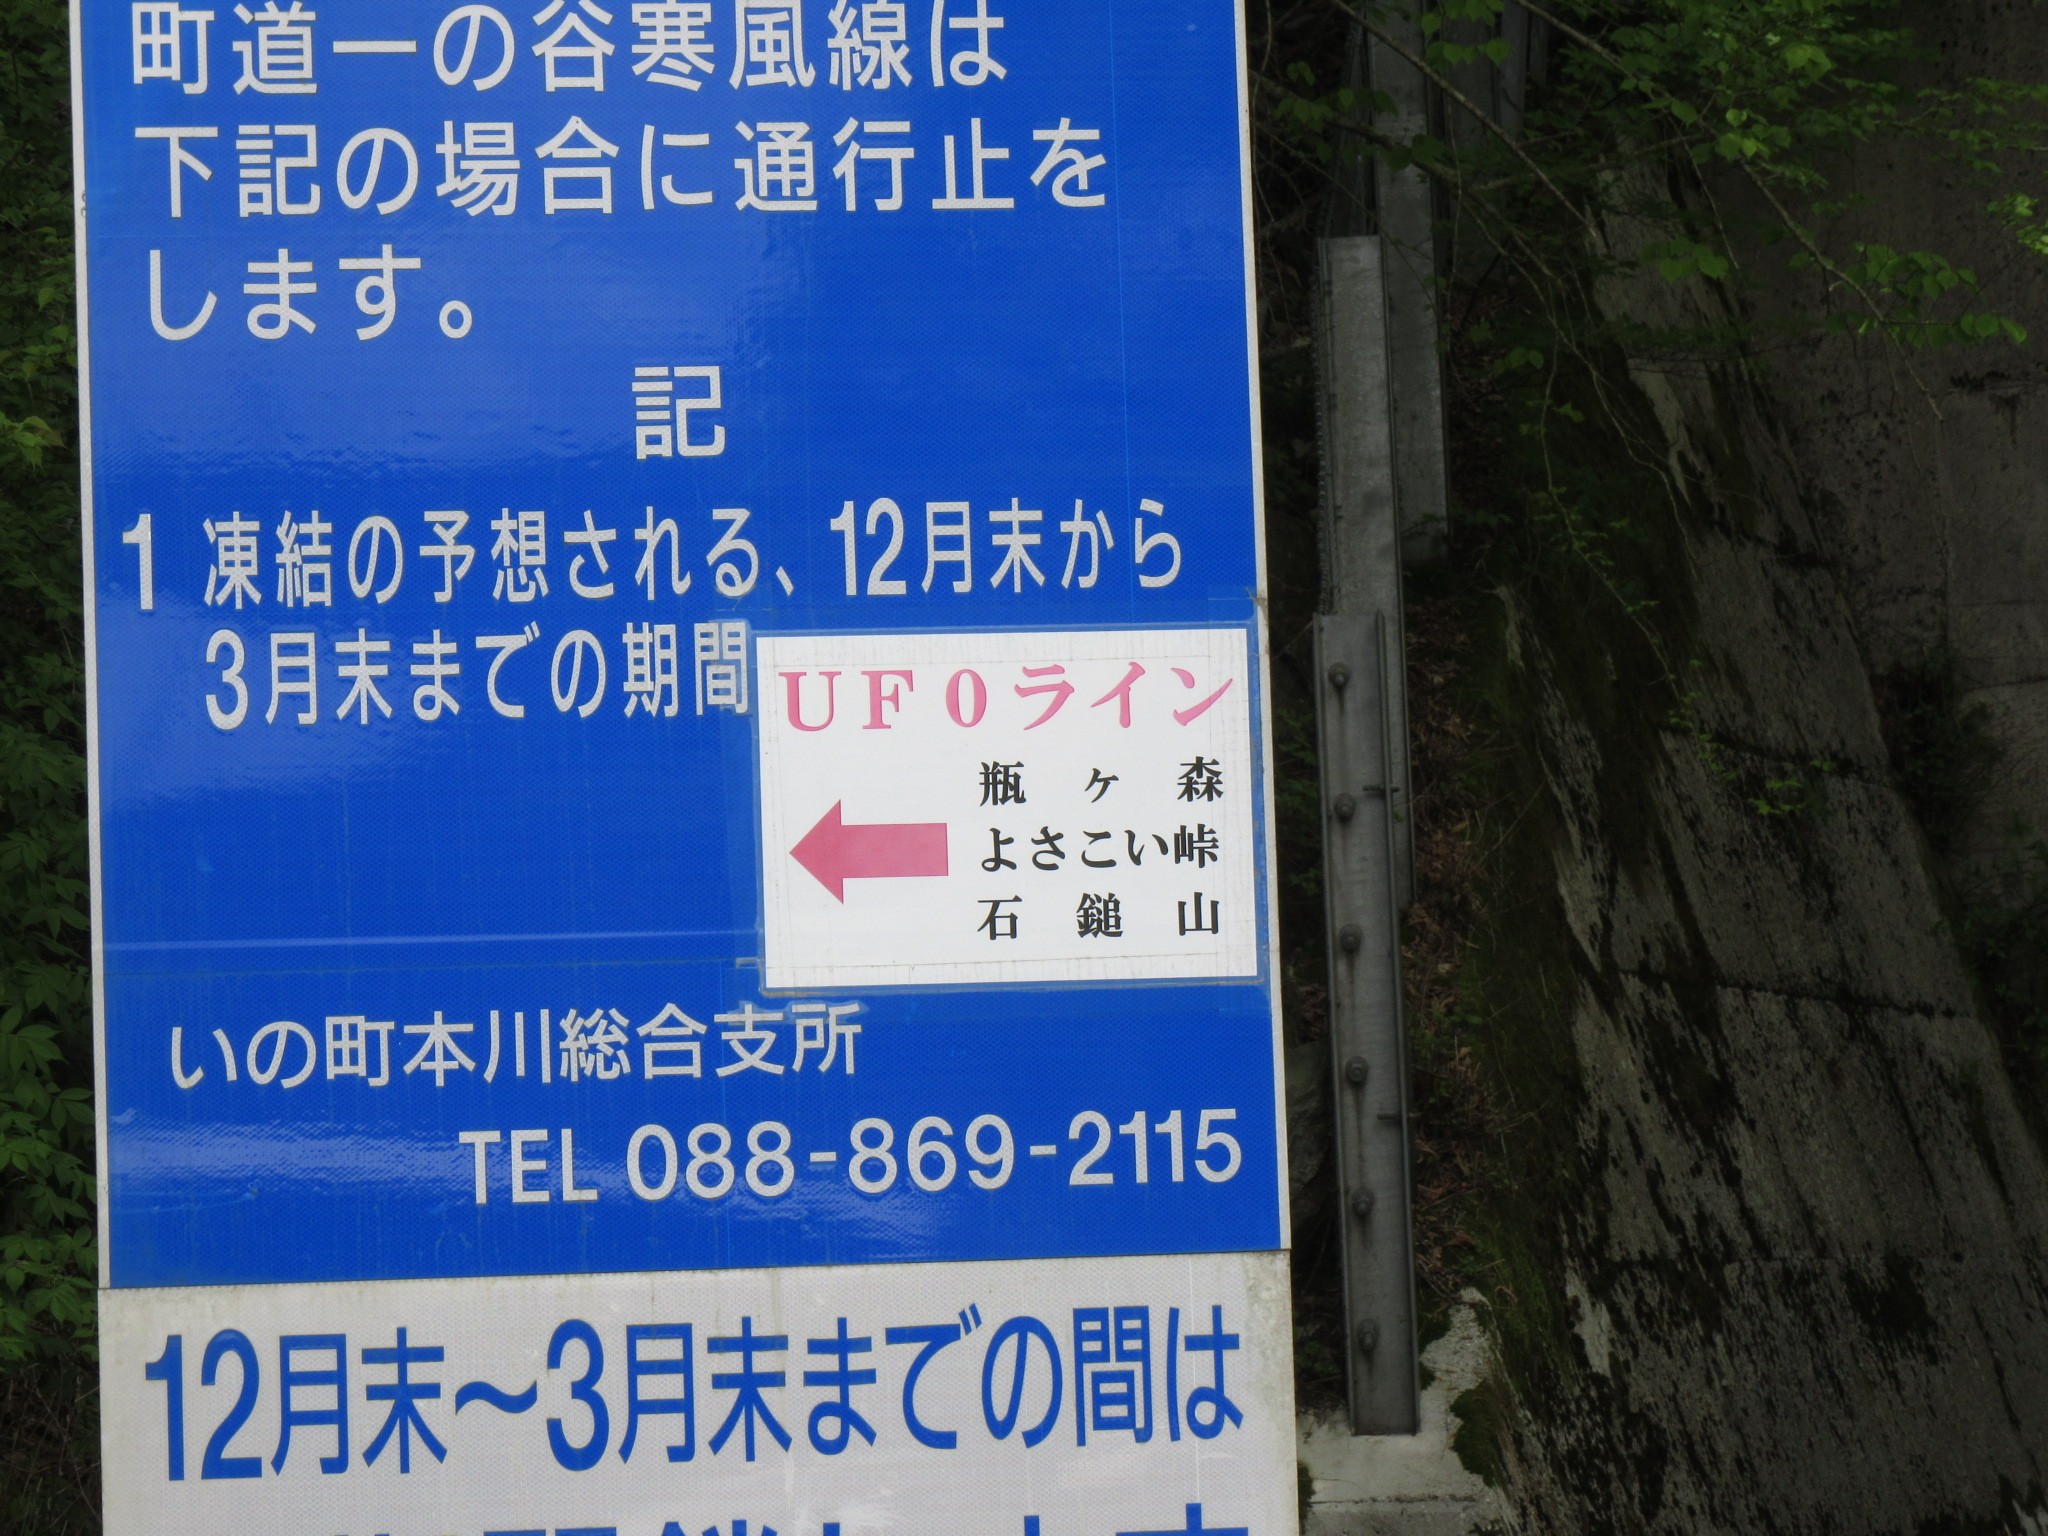 町道一の谷寒風線は
下記の場合に通行止を
します。
記
1 凍結の予想される、12月末から
3月末までの期間
UFOライン
瓶ヶ森
よさこい峠
石鎚山
いの町本川総合支所
TEL 088-869-2115
12月末～3月末までの間は